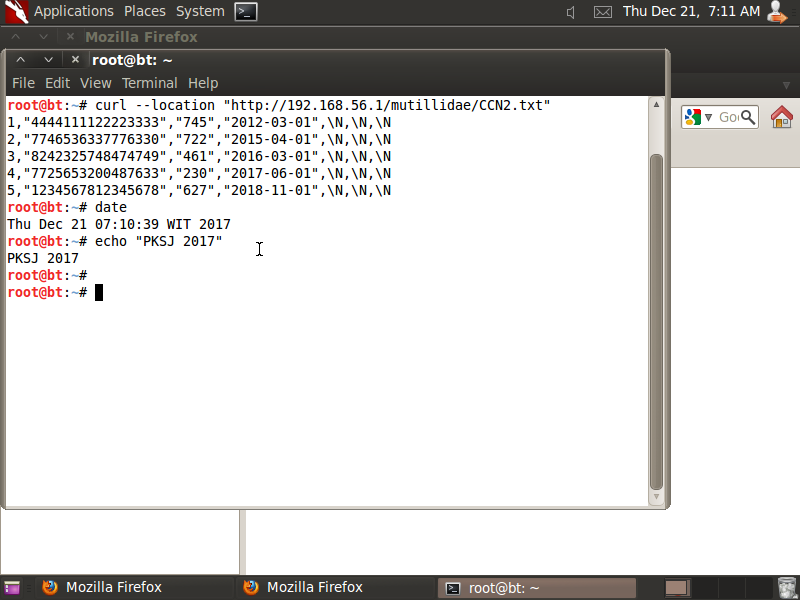 Applications Places System
Thu Dec 21, 7:11 AM
Mozilla Firefox
root@bt: ~
File Edit View Terminal Help
root@bt:~# curl --location "http://192.168.56.1/mutillidae/CCN2.txt"
1,"4444111122223333","745","2012-03-01",\N,\N,\N
2,"7746536337776330","722","2015-04-01",\N,\N,\N
3,"8242325748474749","461","2016-03-01",\N,\N,\N
4,"7725653200487633","230","2017-06-01",\N,\N,\N
5,"1234567812345678","627","2018-11-01",\N,\N,\N
root@bt:~# date
Thu Dec 21 07:10:39 WIT 2017
root@bt:~# echo "PKSJ 2017"
PKSJ 2017
root@bt:~#
root@bt:~#
Mozilla Firefox
Mozilla Firefox
root@bt: ~